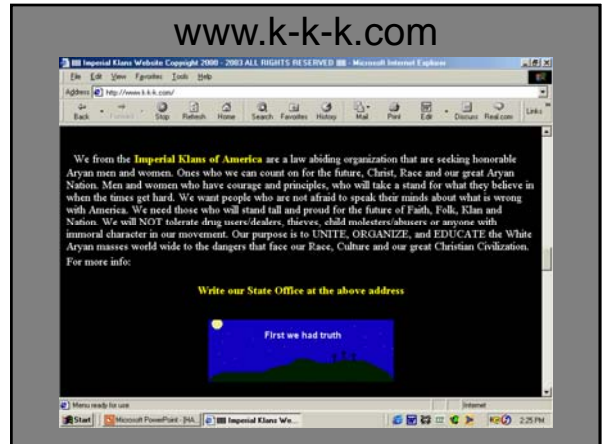 www.k-k-k.com
Imperial Klans Website Copyright 2000 - 2003 ALL RIGHTS RESERVED - Microsoft Internet Explorer
File Edit View Favorites Tools Help
Address http://www.k-k-k.com/
Back Forward Stop Refresh Home Search Favorites History Mail Print Edit Discuss Real.com Links
We from the Imperial Klans of America are a law abiding organization that are seeking honorable
Aryan men and women. Ones who we can count on for the future, Christ, Race and our great Aryan
Nation. Men and women who have courage and principles, who will take a stand for what they believe in
when the times get hard. We want people who are not afraid to speak their minds about what is wrong
with America. We need those who will stand tall and proud for the future of Faith, Folk, Klan and
Nation. We will NOT tolerate drug users/dealers, thieves, child molesters/abusers or anyone with
immoral character in our movement. Our purpose is to UNITE, ORGANIZE, and EDUCATE the White
Aryan masses world wide to the dangers that face our Race, Culture and our great Christian Civilization.
For more info:
Write our State Office at the above address
First we had truth
Menu ready for use Internet
Start Microsoft PowerPoint - [HA... Imperial Klans We... 2:25 PM